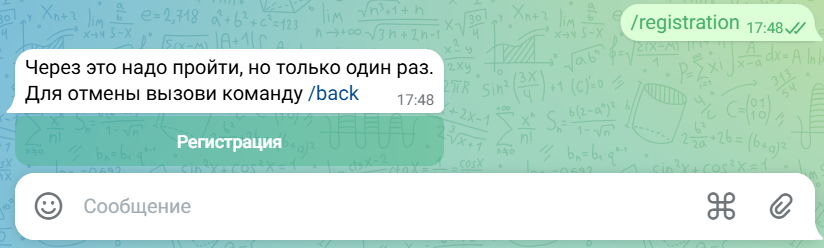 /registration 17:48
Через это надо пройти, но только один раз.
Для отмены вызови команду /back 17:48
Регистрация
Сообщение